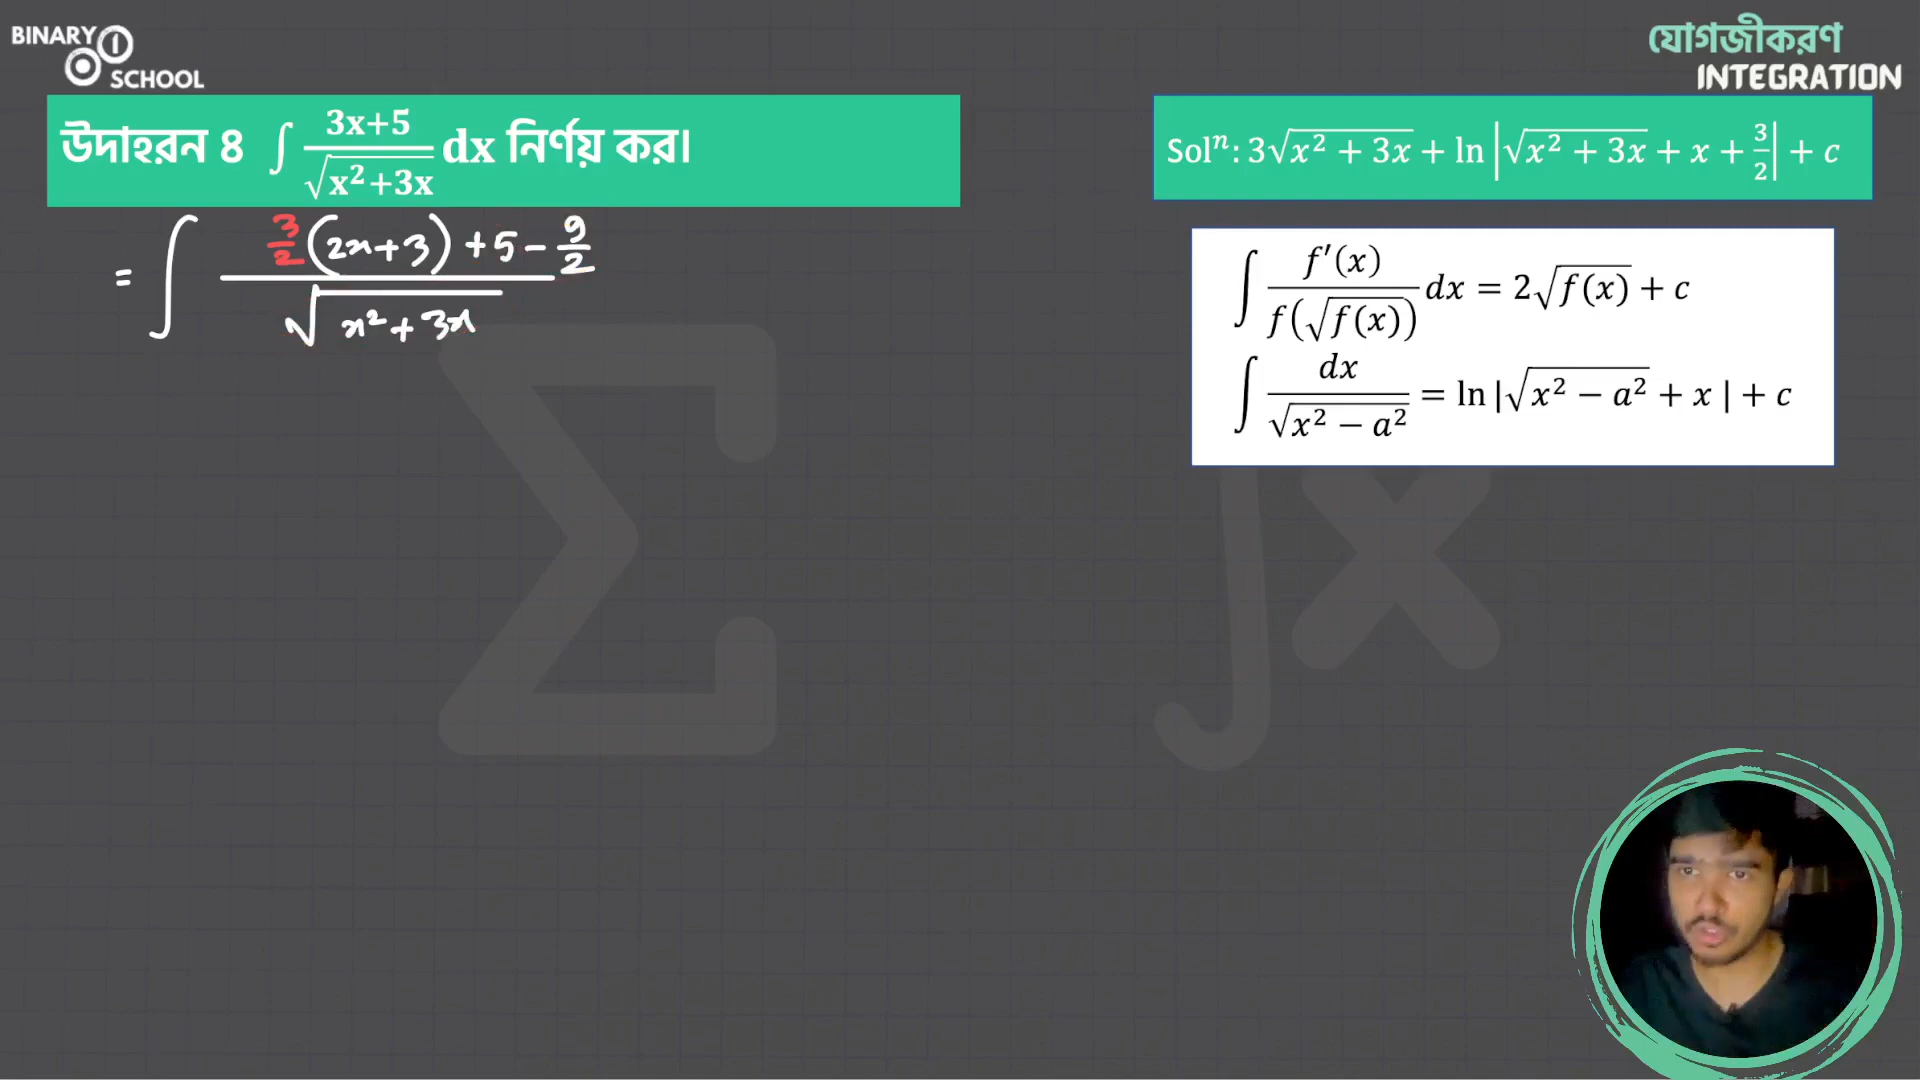 BINARY
SCHOOL
যোগজীকরণ
INTEGRATION
উদাহরন ৪ ∫ (3x+5)/√(x²+3x) dx নির্ণয় কর।
Solⁿ: 3√(x² + 3x) + ln |√(x² + 3x) + x + 3/2| + c
= ∫ (3/2 (2x+3) + 5 - 9/2)/√(x² + 3x)
∫ f′(x)/f(√f(x)) dx = 2√f(x) + c
∫ dx/√(x² − a²) = ln |√(x² − a²) + x | + c